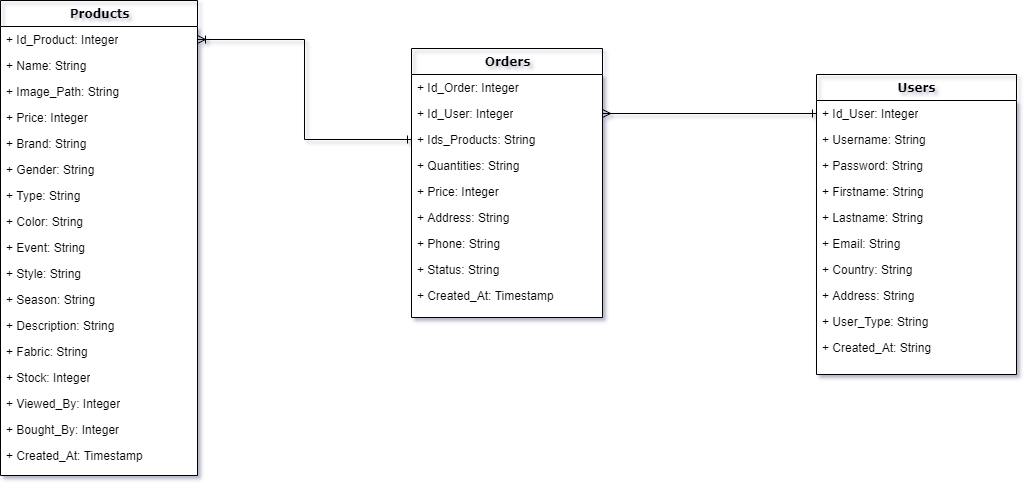 Products
+ Id_Product: Integer
+ Name: String
+ Image_Path: String
+ Price: Integer
+ Brand: String
+ Gender: String
+ Type: String
+ Color: String
+ Event: String
+ Style: String
+ Season: String
+ Description: String
+ Fabric: String
+ Stock: Integer
+ Viewed_By: Integer
+ Bought_By: Integer
+ Created_At: Timestamp
Orders
+ Id_Order: Integer
+ Id_User: Integer
+ Ids_Products: String
+ Quantities: String
+ Price: Integer
+ Address: String
+ Phone: String
+ Status: String
+ Created_At: Timestamp
Users
+ Id_User: Integer
+ Username: String
+ Password: String
+ Firstname: String
+ Lastname: String
+ Email: String
+ Country: String
+ Address: String
+ User_Type: String
+ Created_At: String